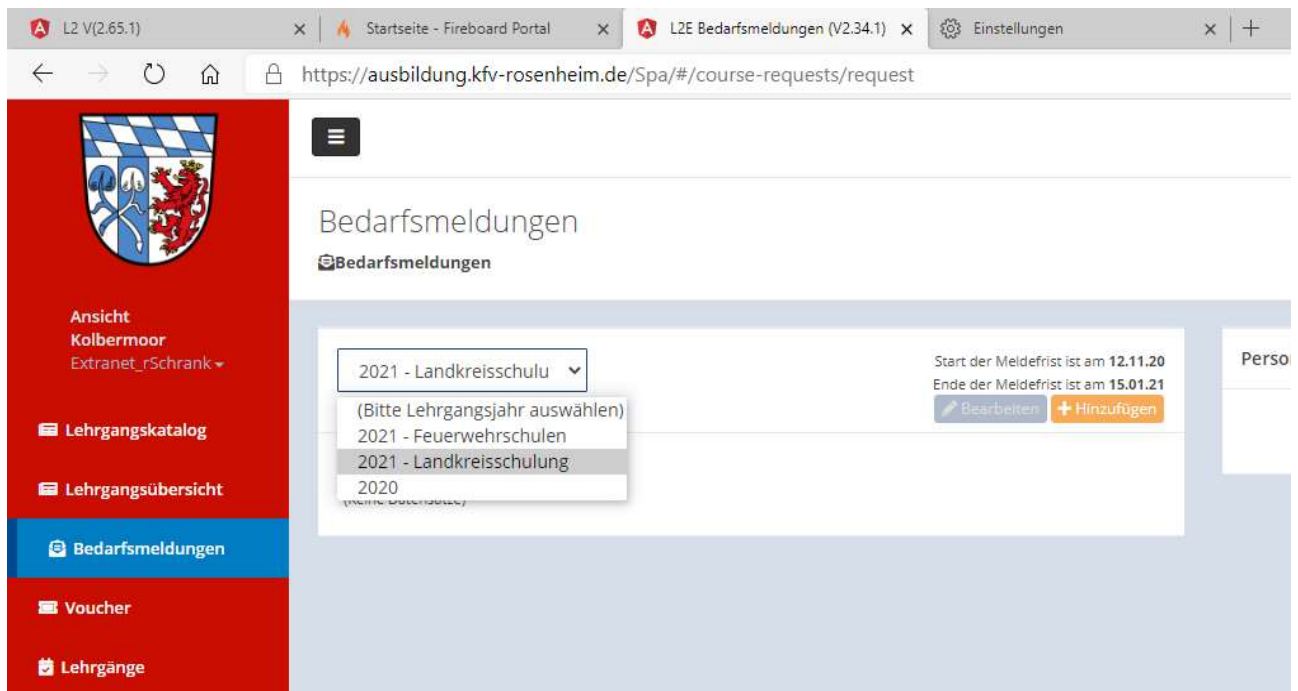 L2 V(2.65.1)
Startseite - Fireboard Portal
L2E Bedarfsmeldungen (V2.34.1)
Einstellungen
https://ausbildung.kfv-rosenheim.de/Spa/#/course-requests/request
Ansicht
Kolbermoor
Extranet_rSchrank
Lehrgangskatalog
Lehrgangsübersicht
Bedarfsmeldungen
Voucher
Lehrgänge
Bedarfsmeldungen
Bedarfsmeldungen
2021 - Landkreisschulu
(Bitte Lehrgangsjahr auswählen)
2021 - Feuerwehrschulen
2021 - Landkreisschulung
2020
(Keine Datensätze)
Start der Meldefrist ist am 12.11.20
Ende der Meldefrist ist am 15.01.21
Bearbeiten + Hinzufügen
Perso